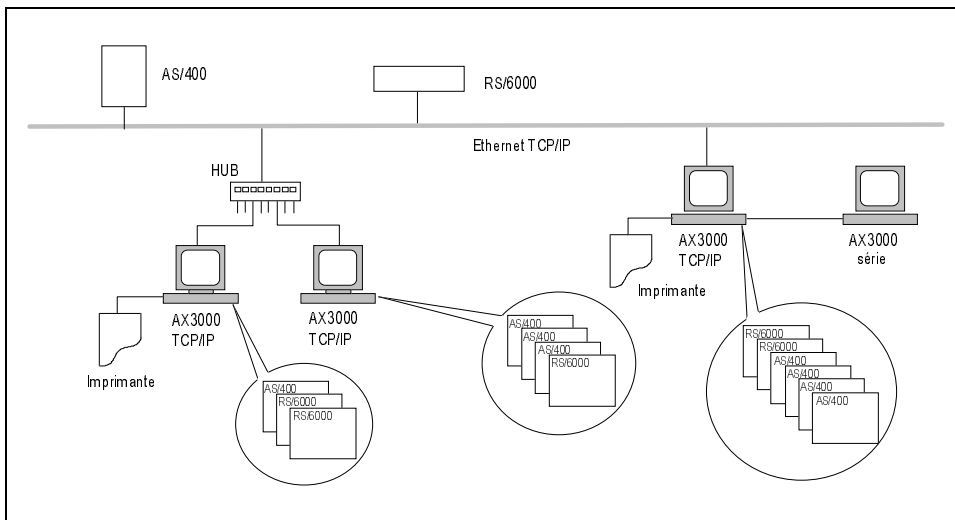 AS/400
RS/6000
Ethernet TCP/IP
HUB
AX3000
TCP/IP
Imprimante
AX3000
TCP/IP
AX3000
TCP/IP
Imprimante
AX3000
série
AS/400
RS/6000
RS/6000
AS/400
AS/400
AS/400
RS/6000
RS/6000
RS/6000
AS/400
AS/400
AS/400
AS/400